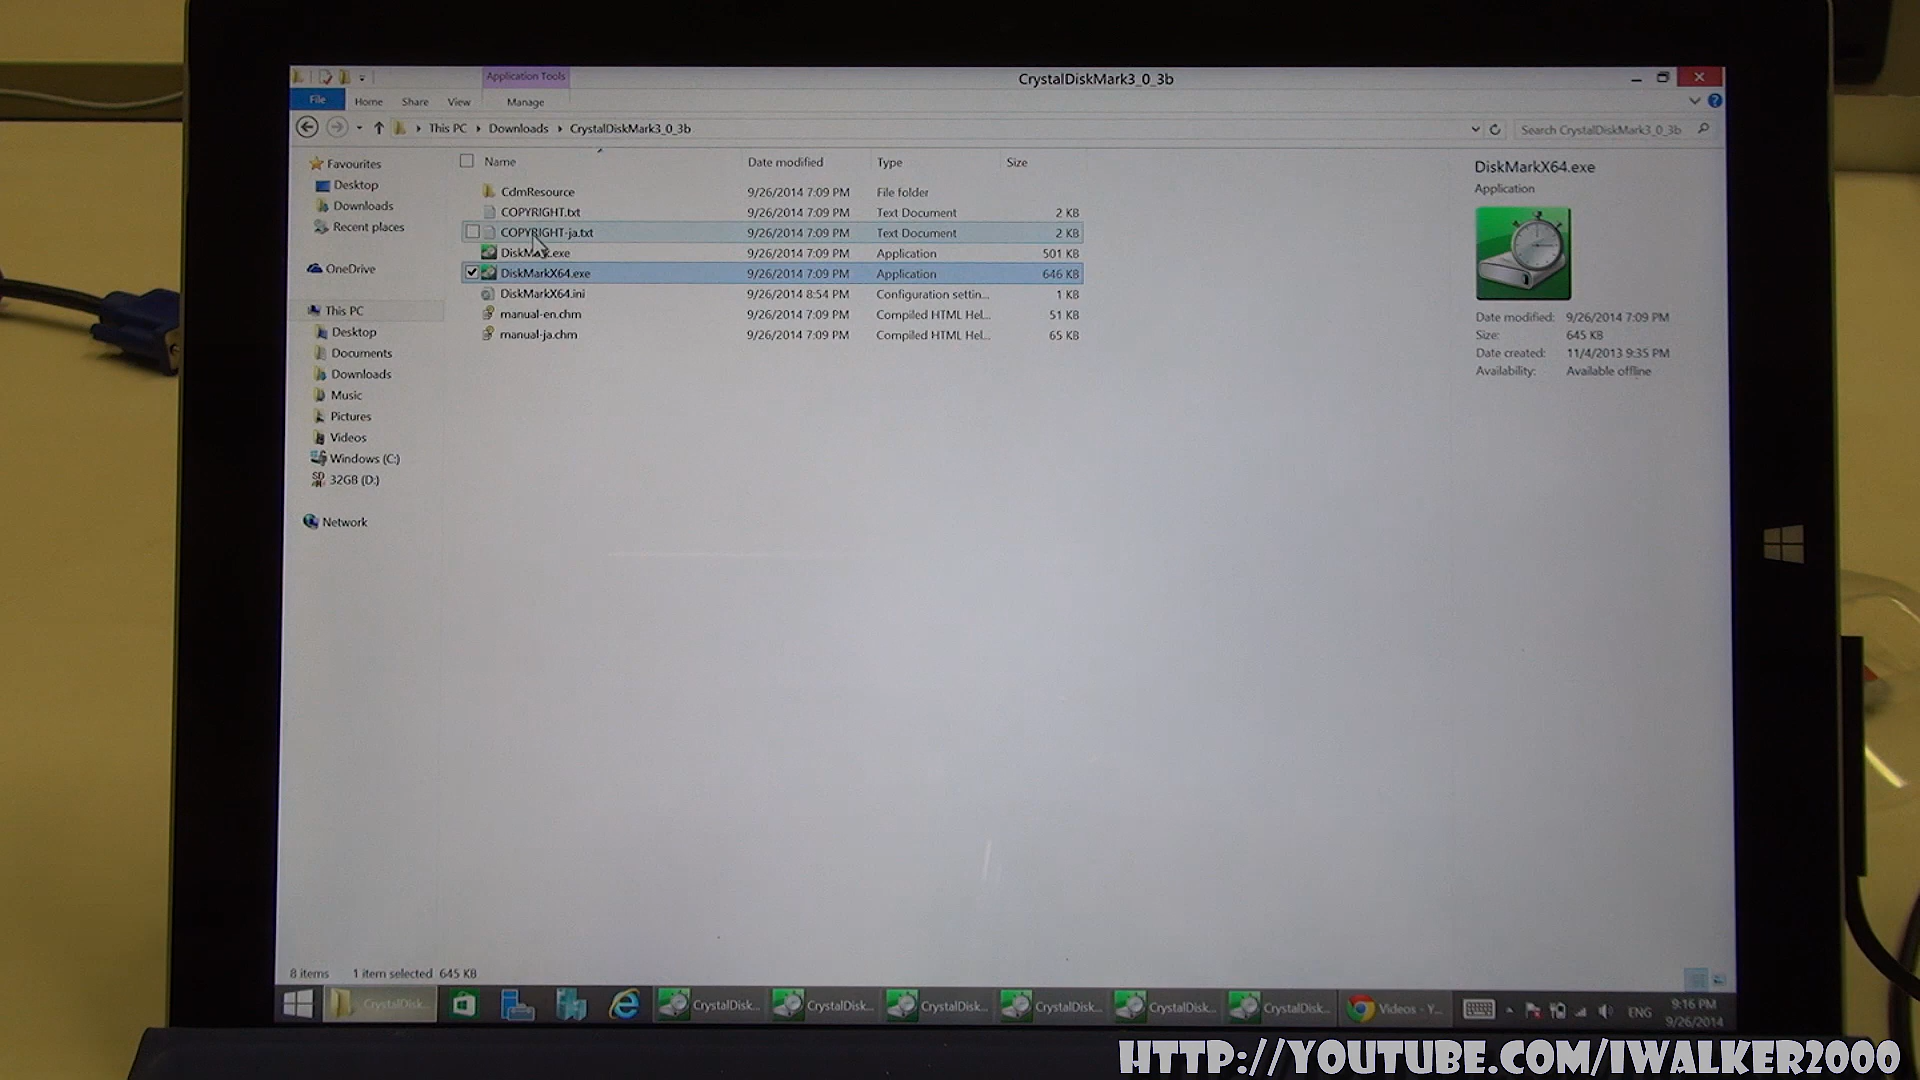 Application Tools
CrystalDiskMark3_0_3b
File Home Share View Manage
This PC Downloads CrystalDiskMark3_0_3b
Search CrystalDiskMark3_0_3b
Name Date modified Type Size
CdmResource 9/26/2014 7:09 PM File folder
COPYRIGHT.txt 9/26/2014 7:09 PM Text Document 2 KB
COPYRIGHT-ja.txt 9/26/2014 7:09 PM Text Document 2 KB
9/26/2014 7:09 PM Application 501 KB
DiskMarkX64.exe 9/26/2014 7:09 PM Application 646 KB
DiskMarkX64.ini 9/26/2014 8:54 PM Configuration settin... 1 KB
manual-en.chm 9/26/2014 7:09 PM Compiled HTML Hel... 51 KB
manual-ja.chm 9/26/2014 7:09 PM Compiled HTML Hel... 65 KB
Favourites
Desktop
Downloads
Recent places
OneDrive
This PC
Desktop
Documents
Downloads
Music
Pictures
Videos
Windows (C:)
32GB (D:)
Network
DiskMarkX64.exe
Application
Date modified: 9/26/2014 7:09 PM
Size: 645 KB
Date created: 11/4/2013 9:35 PM
Availability: Available offline
8 items 1 item selected 645 KB
CrystalDisk... CrystalDisk... CrystalDisk... CrystalDisk... CrystalDisk... CrystalDisk... CrystalDisk... Videos - Y... ENG 9:16 PM
9/26/2014
HTTP://YOUTUBE.COM/IWALKER2000